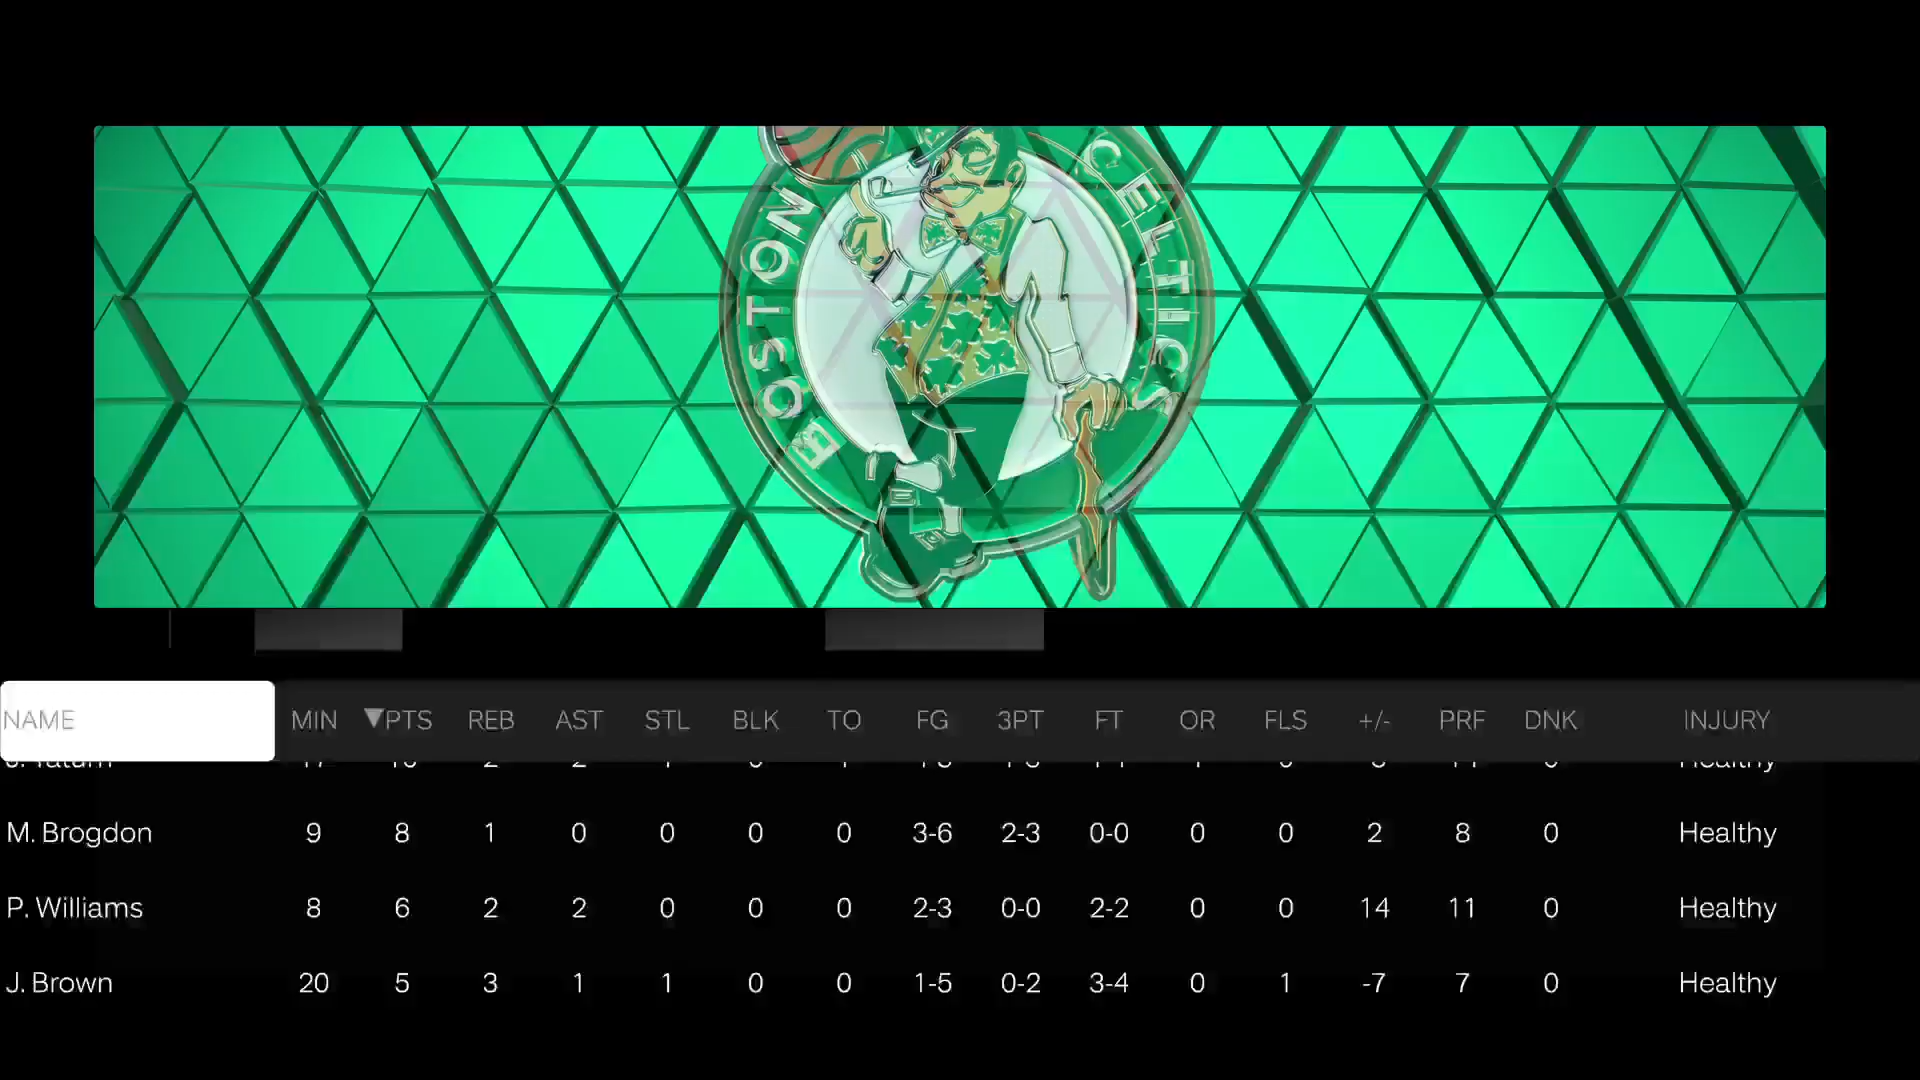 BOSTON CELTICS
NAME MIN ▼PTS REB AST STL BLK TO FG 3PT FT OR FLS +/- PRF DNK INJURY
J. Tatum Healthy
M. Brogdon 9 8 1 0 0 0 0 3-6 2-3 0-0 0 0 2 8 0 Healthy
P. Williams 8 6 2 2 0 0 0 2-3 0-0 2-2 0 0 14 11 0 Healthy
J. Brown 20 5 3 1 1 0 0 1-5 0-2 3-4 0 1 -7 7 0 Healthy